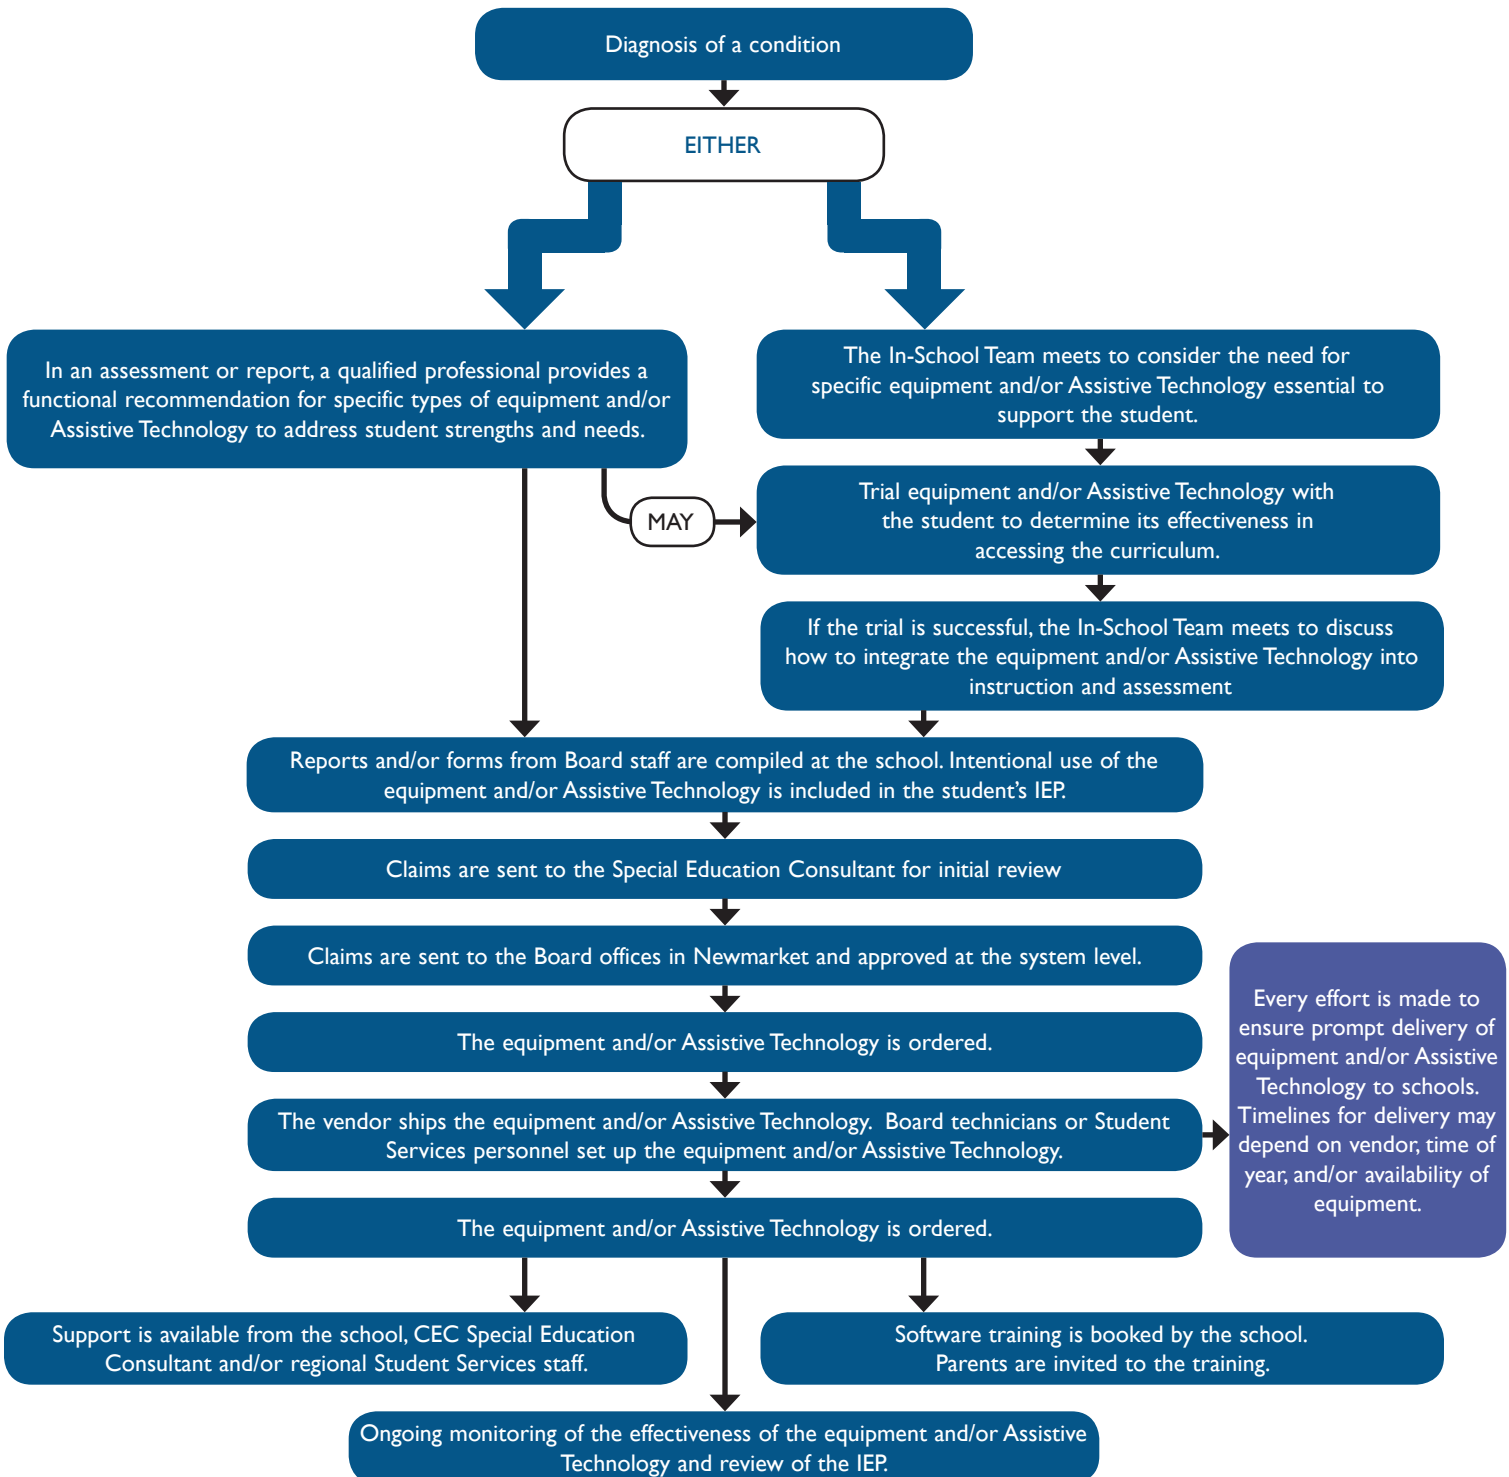 Diagnosis of a condition
EITHER
In an assessment or report, a qualified professional provides a
functional recommendation for specific types of equipment and/or
Assistive Technology to address student strengths and needs.
The In-School Team meets to consider the need for
specific equipment and/or Assistive Technology essential to
support the student.
MAY
Trial equipment and/or Assistive Technology with
the student to determine its effectiveness in
accessing the curriculum.
If the trial is successful, the In-School Team meets to discuss
how to integrate the equipment and/or Assistive Technology into
instruction and assessment
Reports and/or forms from Board staff are compiled at the school. Intentional use of the
equipment and/or Assistive Technology is included in the student's IEP.
Claims are sent to the Special Education Consultant for initial review
Claims are sent to the Board offices in Newmarket and approved at the system level.
The equipment and/or Assistive Technology is ordered.
The vendor ships the equipment and/or Assistive Technology. Board technicians or Student
Services personnel set up the equipment and/or Assistive Technology.
Every effort is made to
ensure prompt delivery of
equipment and/or Assistive
Technology to schools.
Timelines for delivery may
depend on vendor, time of
year, and/or availability of
equipment.
The equipment and/or Assistive Technology is ordered.
Support is available from the school, CEC Special Education
Consultant and/or regional Student Services staff.
Software training is booked by the school.
Parents are invited to the training.
Ongoing monitoring of the effectiveness of the equipment and/or Assistive
Technology and review of the IEP.